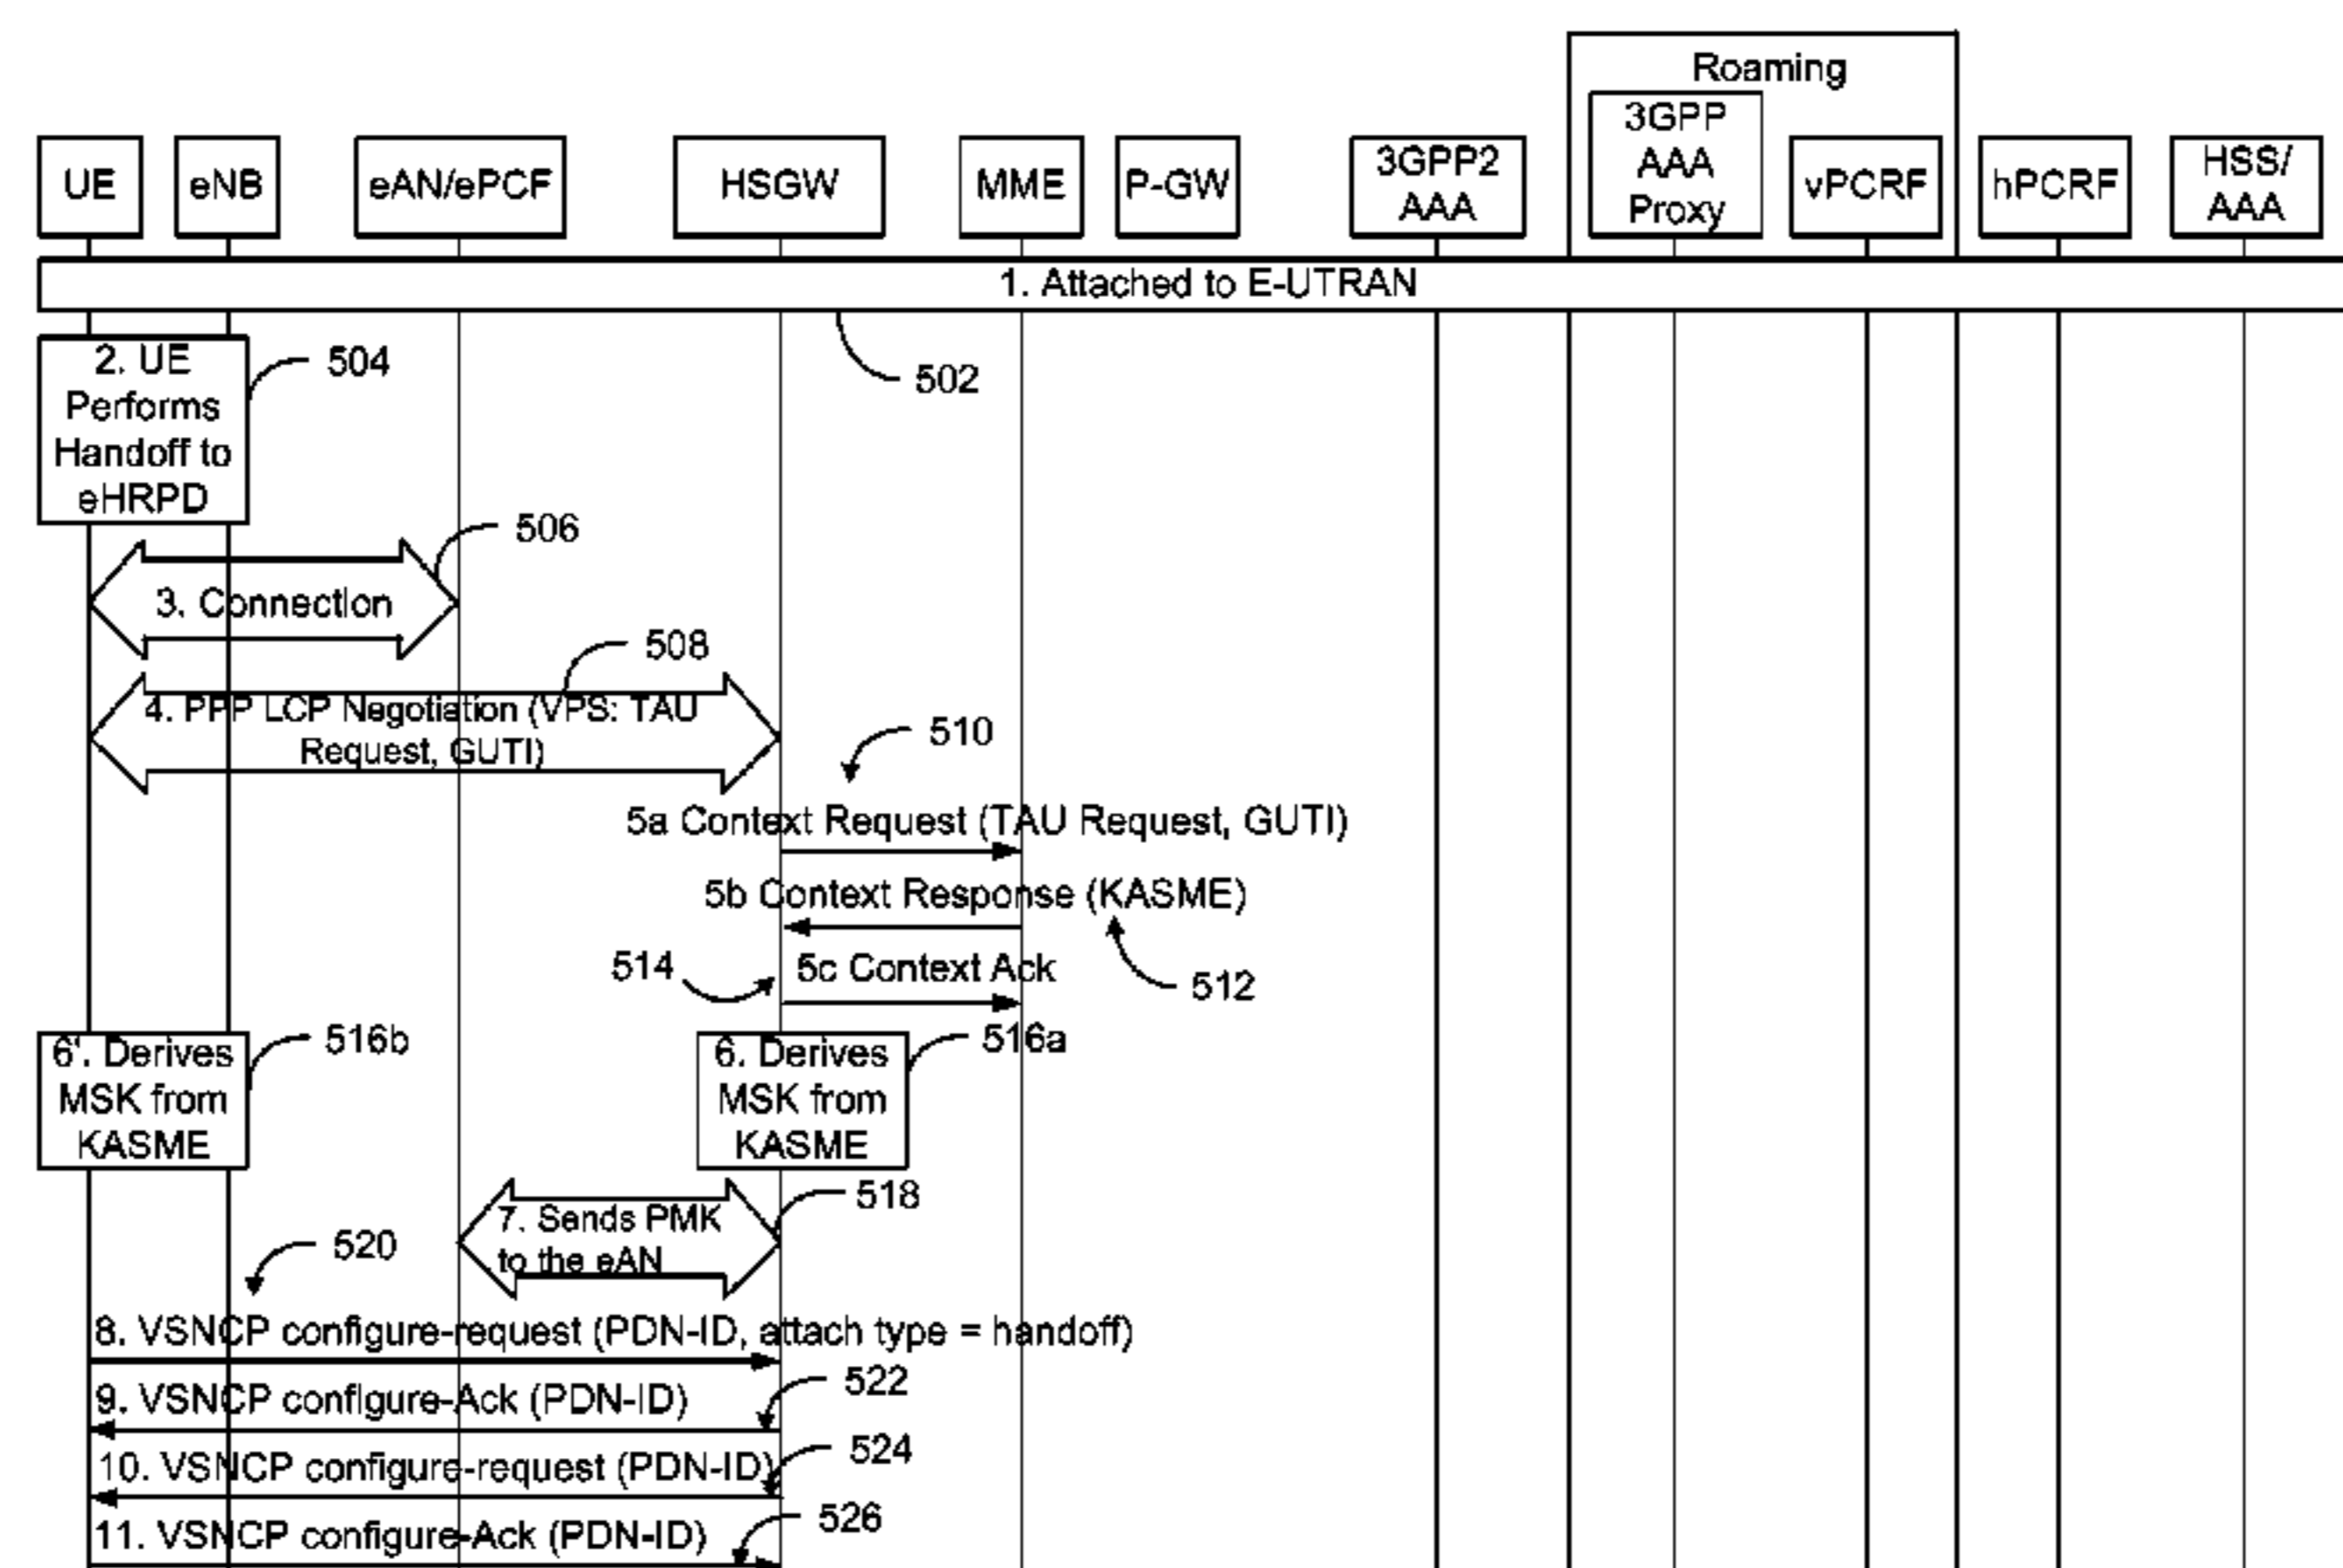 Roaming
UE
eNB
eAN/ePCF
HSGW
MME
P-GW
3GPP2
AAA
3GPP
AAA
Proxy
vPCRF
hPCRF
HSS/
AAA
1. Attached to E-UTRAN
502
2. UE
Performs
Handoff to
eHRPD
504
506
3. Connection
508
4. PPP LCP Negotiation (VPS: TAU
Request, GUTI)
510
5a Context Request (TAU Request, GUTI)
5b Context Response (KASME)
512
514
5c Context Ack
6'. Derives
MSK from
KASME
516b
6. Derives
MSK from
KASME
516a
518
7. Sends PMK
to the eAN
520
8. VSNCP configure-request (PDN-ID, attach type = handoff)
522
9. VSNCP configure-Ack (PDN-ID)
524
10. VSNCP configure-request (PDN-ID)
526
11. VSNCP configure-Ack (PDN-ID)